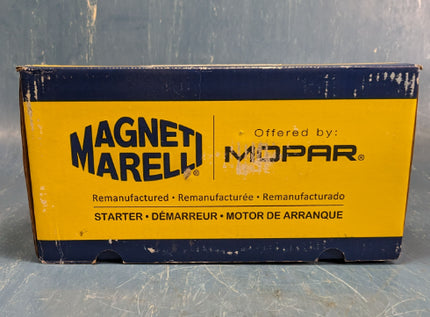 MAGNETI
MARELLI®
Offered by:
MOPAR®
Remanufactured • Remanufacturée • Remanufacturado
STARTER • DÉMARREUR • MOTOR DE ARRANQUE